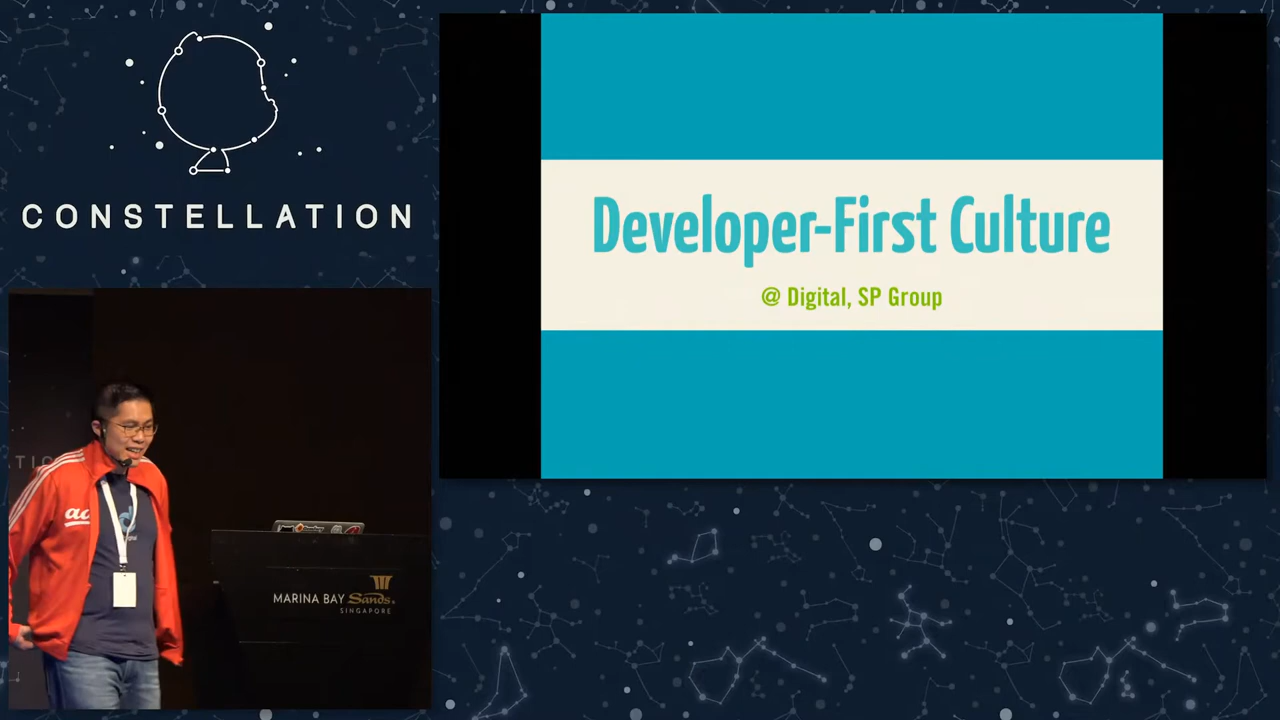 CONSTELLATION
Developer-First Culture
@ Digital, SP Group
MARINA BAY Sands
SINGAPORE